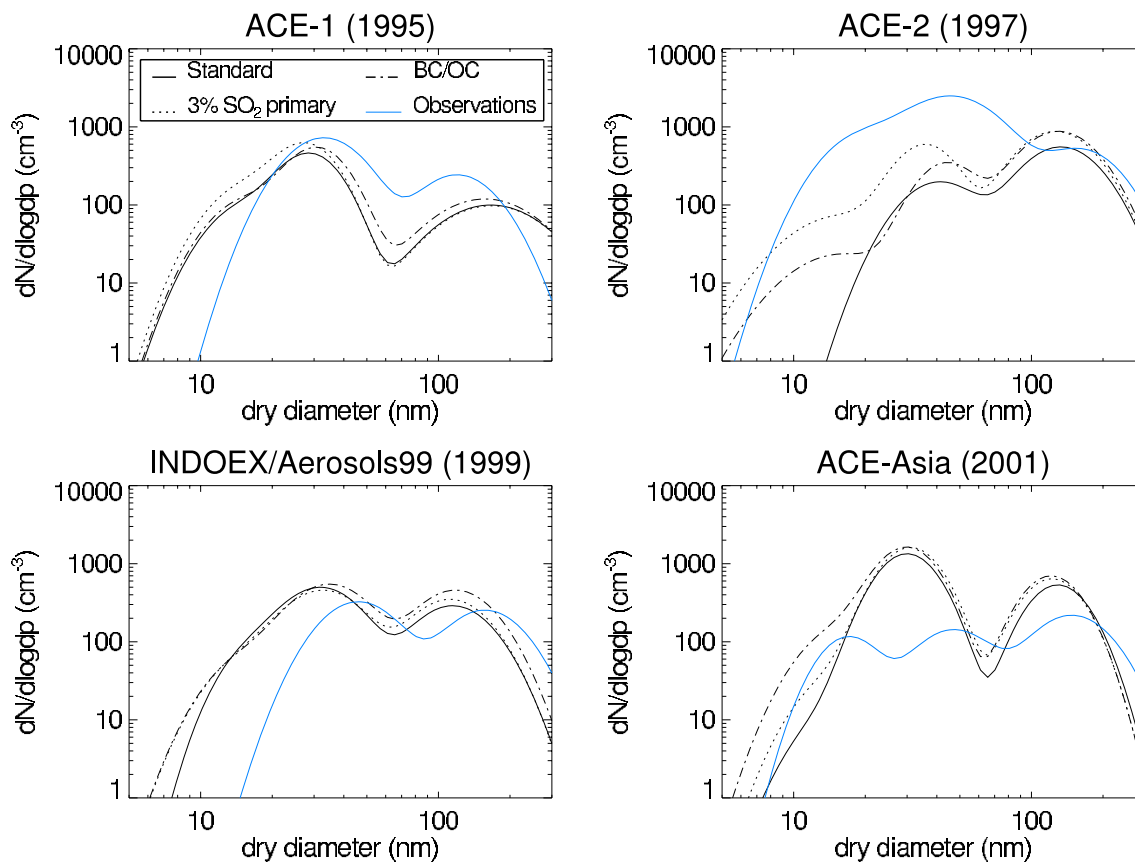 ACE-1 (1995)
10000
1000
100
10
1
dN/dlogdp (cm⁻³)
Standard
BC/OC
3% SO₂ primary
Observations
10 100
dry diameter (nm)
ACE-2 (1997)
10000
1000
100
10
1
dN/dlogdp (cm⁻³)
10 100
dry diameter (nm)
INDOEX/Aerosols99 (1999)
10000
1000
100
10
1
dN/dlogdp (cm⁻³)
10 100
dry diameter (nm)
ACE-Asia (2001)
10000
1000
100
10
1
dN/dlogdp (cm⁻³)
10 100
dry diameter (nm)